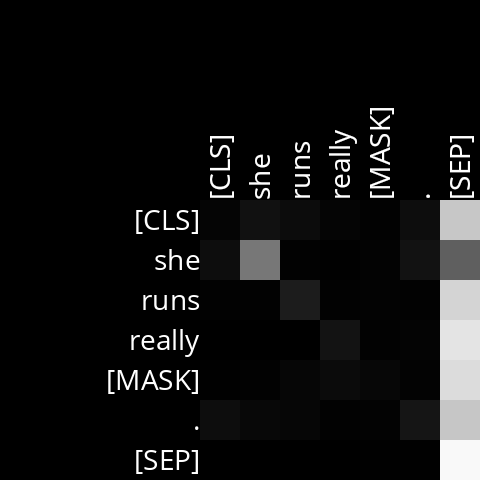 [CLS] she runs really [MASK] . [SEP]
[CLS]
she
runs
really
[MASK]
.
[SEP]